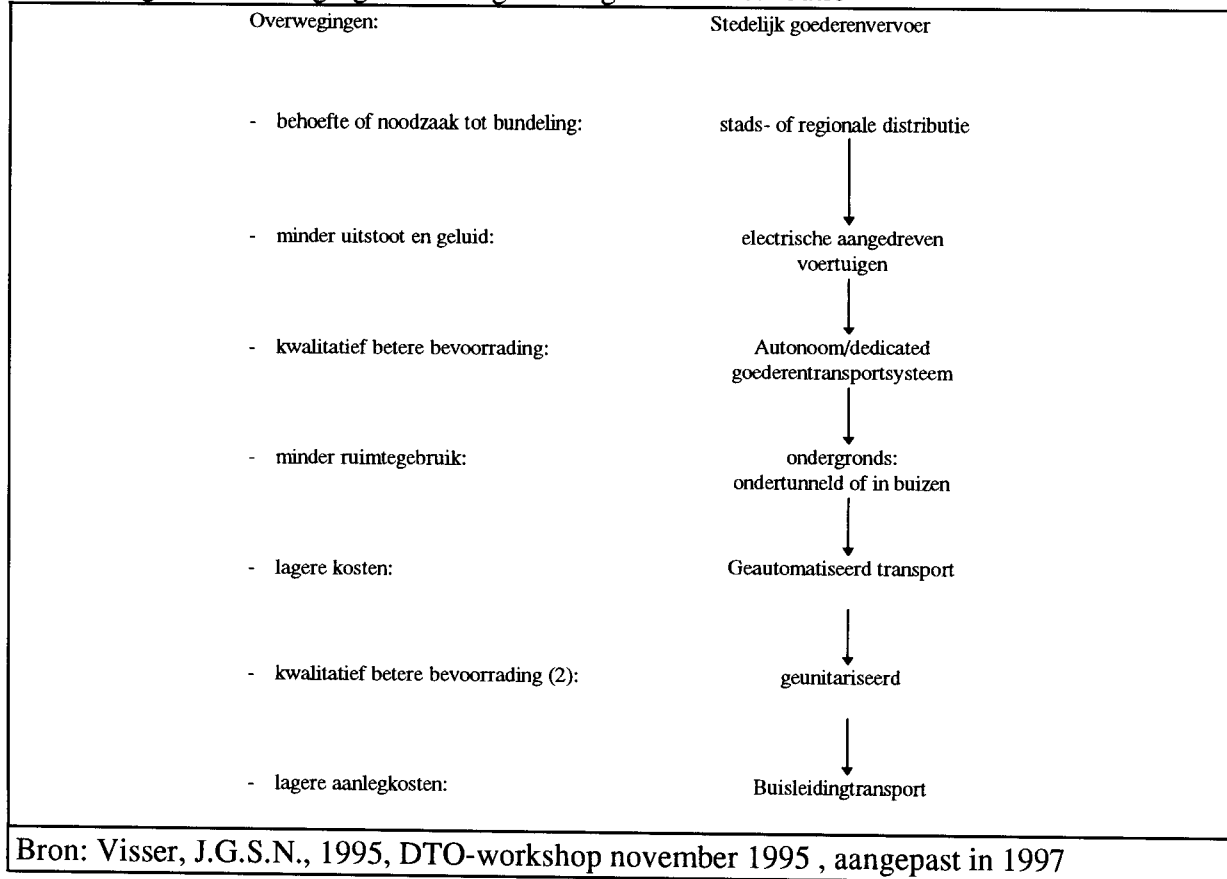 Overwegingen: Stedelijk goederenvervoer
- behoefte of noodzaak tot bundeling: stads- of regionale distributie
- minder uitstoot en geluid: electrische aangedreven
voertuigen
- kwalitatief betere bevoorrading: Autonoom/dedicated
goederentransportsysteem
- minder ruimtegebruik: ondergronds:
ondertunneld of in buizen
- lagere kosten: Geautomatiseerd transport
- kwalitatief betere bevoorrading (2): geunitariseerd
- lagere aanlegkosten: Buisleidingtransport
Bron: Visser, J.G.S.N., 1995, DTO-workshop november 1995 , aangepast in 1997